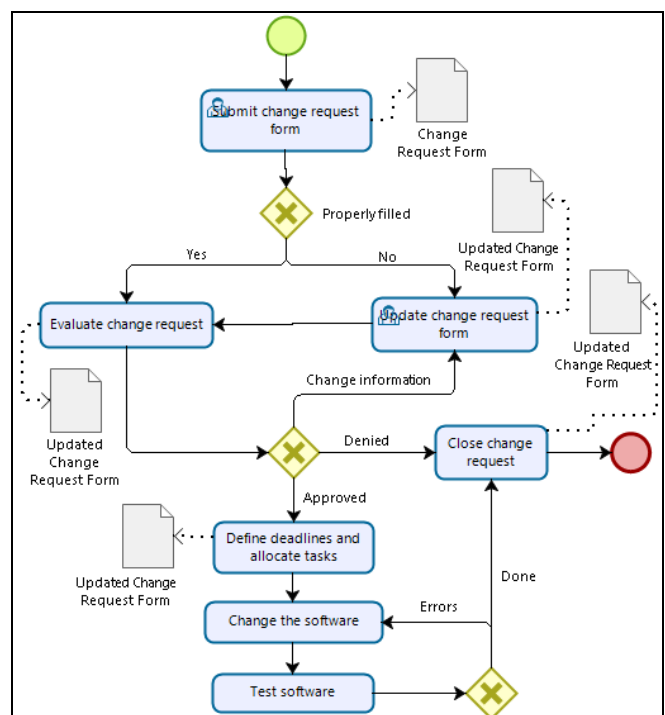 Submit change request
form
Change
Request Form
Properly filled
Updated Change
Request Form
Yes
No
Evaluate change request
Update change request
form
Updated
Change Request
Form
Change information
Updated
Change
Request Form
Denied
Close change
request
Approved
Define deadlines and
allocate tasks
Updated Change
Request Form
Done
Change the software
Errors
Test software